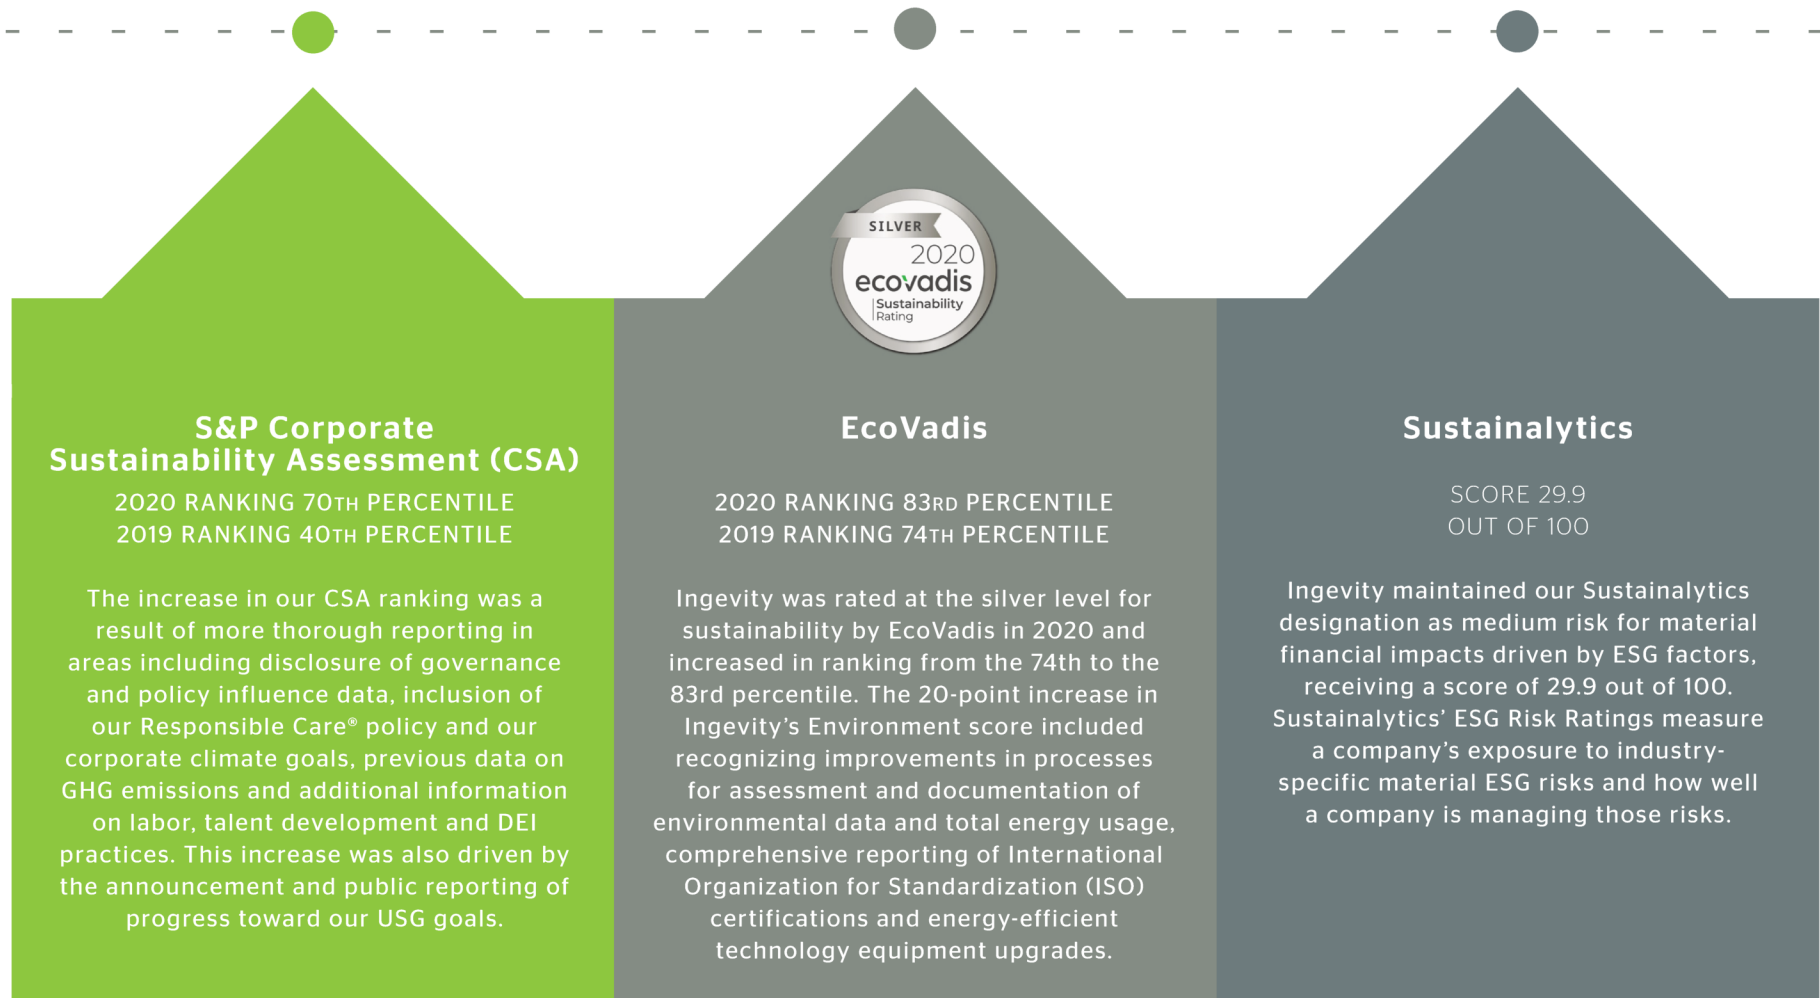 SILVER
2020
ecovadis
Sustainability
Rating
S&P Corporate
Sustainability Assessment (CSA)
2020 RANKING 70TH PERCENTILE
2019 RANKING 40TH PERCENTILE
The increase in our CSA ranking was a
result of more thorough reporting in
areas including disclosure of governance
and policy influence data, inclusion of
our Responsible Care® policy and our
corporate climate goals, previous data on
GHG emissions and additional information
on labor, talent development and DEI
practices. This increase was also driven by
the announcement and public reporting of
progress toward our USG goals.
EcoVadis
2020 RANKING 83RD PERCENTILE
2019 RANKING 74TH PERCENTILE
Ingevity was rated at the silver level for
sustainability by EcoVadis in 2020 and
increased in ranking from the 74th to the
83rd percentile. The 20-point increase in
Ingevity’s Environment score included
recognizing improvements in processes
for assessment and documentation of
environmental data and total energy usage,
comprehensive reporting of International
Organization for Standardization (ISO)
certifications and energy-efficient
technology equipment upgrades.
Sustainalytics
SCORE 29.9
OUT OF 100
Ingevity maintained our Sustainalytics
designation as medium risk for material
financial impacts driven by ESG factors,
receiving a score of 29.9 out of 100.
Sustainalytics’ ESG Risk Ratings measure
a company’s exposure to industry-
specific material ESG risks and how well
a company is managing those risks.